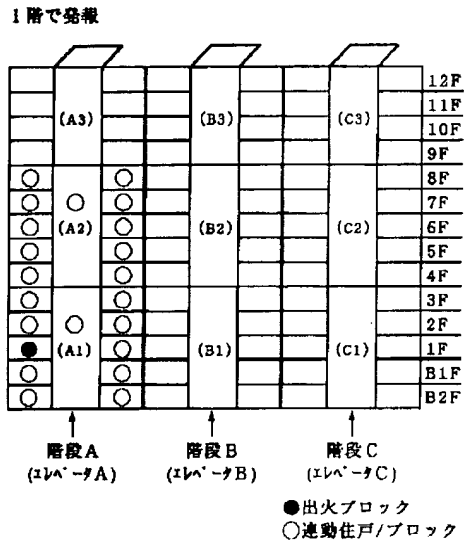 1階で発報
12F
(A3) (B3) (C3) 11F
10F
9F
8F
7F
(A2) (B2) (C2) 6F
5F
4F
3F
2F
(A1) (B1) (C1) 1F
B1F
B2F
階段A 階段B 階段C
(エレベータA) (エレベータB) (エレベータC)
●出火ブロック
○連動住戸/ブロック